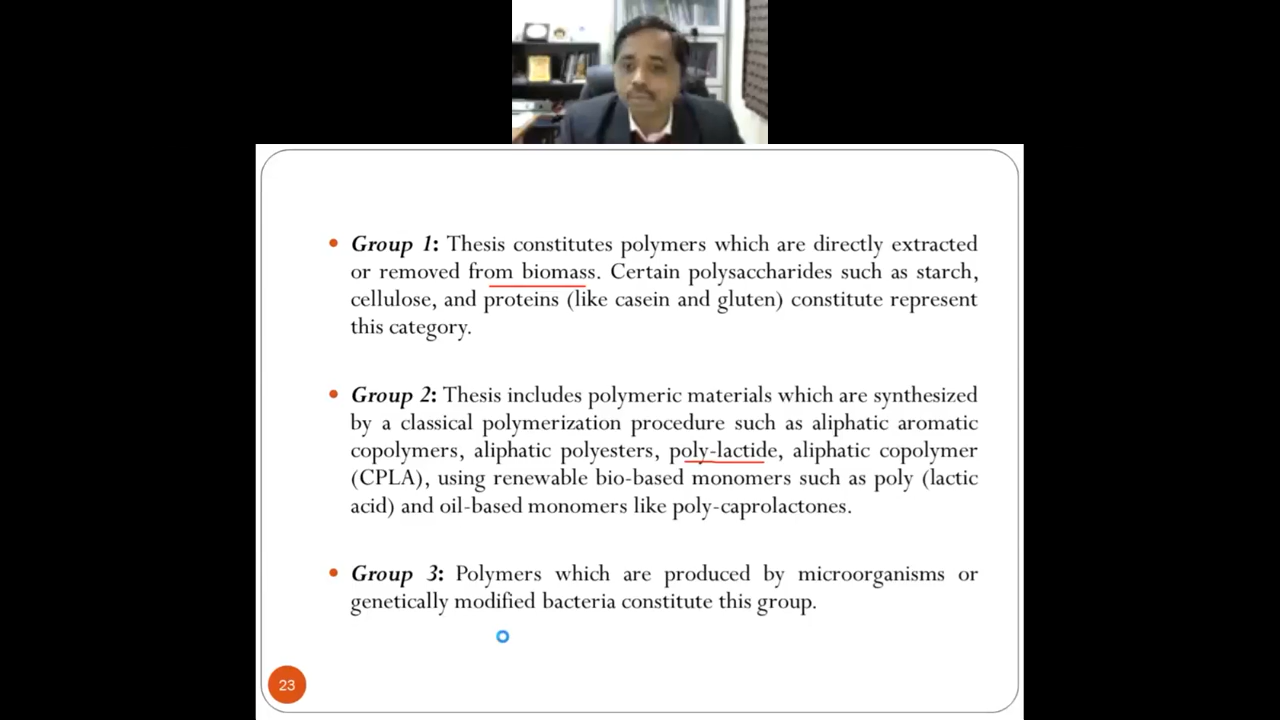 Group 1: Thesis constitutes polymers which are directly extracted
or removed from biomass. Certain polysaccharides such as starch,
cellulose, and proteins (like casein and gluten) constitute represent
this category.
Group 2: Thesis includes polymeric materials which are synthesized
by a classical polymerization procedure such as aliphatic aromatic
copolymers, aliphatic polyesters, poly-lactide, aliphatic copolymer
(CPLA), using renewable bio-based monomers such as poly (lactic
acid) and oil-based monomers like poly-caprolactones.
Group 3: Polymers which are produced by microorganisms or
genetically modified bacteria constitute this group.
23